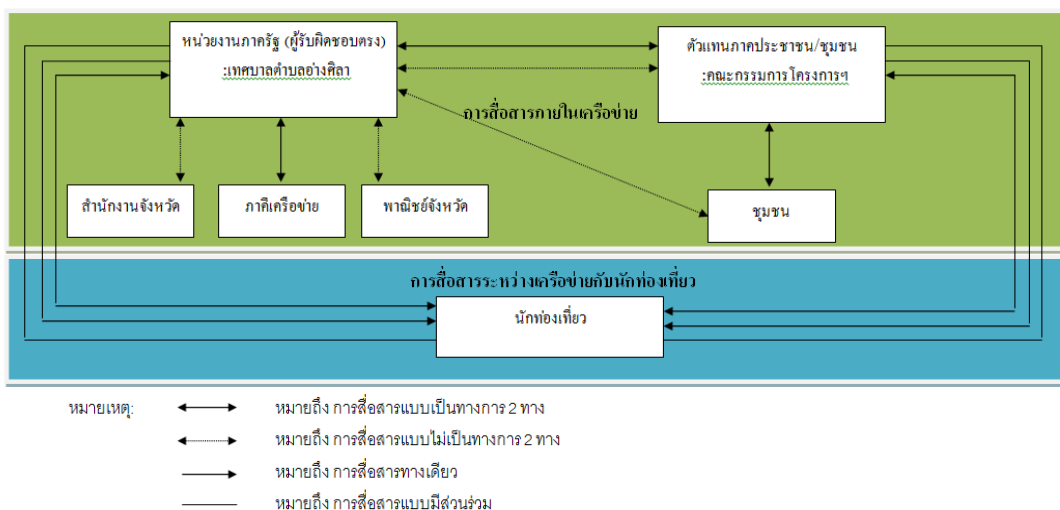 หน่วยงานภาครัฐ (ผู้รับผิดชอบตรง)
:เทศบาลตำบลอ่างศิลา
ตัวแทนภาคประชาชน/ชุมชน
:คณะกรรมการโครงการฯ
การสื่อสารภายในเครือข่าย
สำนักงานจังหวัด
ภาคีเครือข่าย
พาณิชย์จังหวัด
ชุมชน
การสื่อสารระหว่างเครือข่ายกับนักท่องเที่ยว
นักท่องเที่ยว
หมายเหตุ:
หมายถึง การสื่อสารแบบเป็นทางการ 2 ทาง
หมายถึง การสื่อสารแบบไม่เป็นทางการ 2 ทาง
หมายถึง การสื่อสารทางเดียว
หมายถึง การสื่อสารแบบมีส่วนร่วม